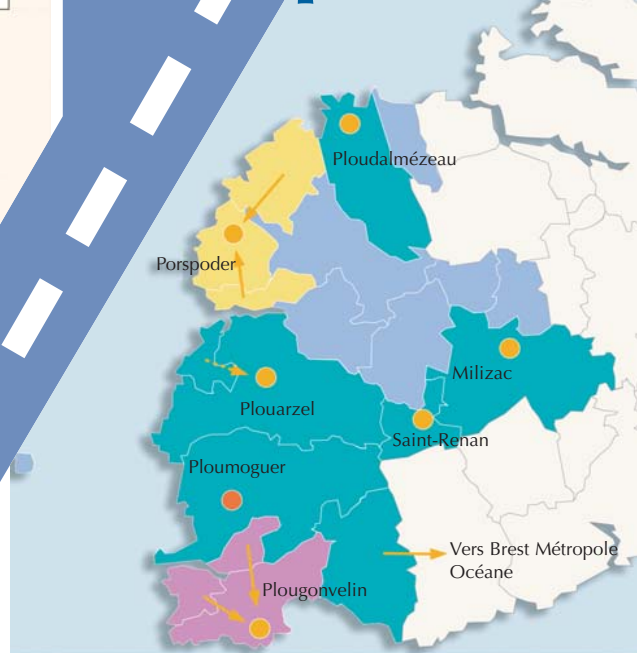 Ploudalmézeau
Porspoder
Milizac
Plouarzel
Saint-Renan
Ploumoguer
Vers Brest Métropole
Océane
Plougonvelin